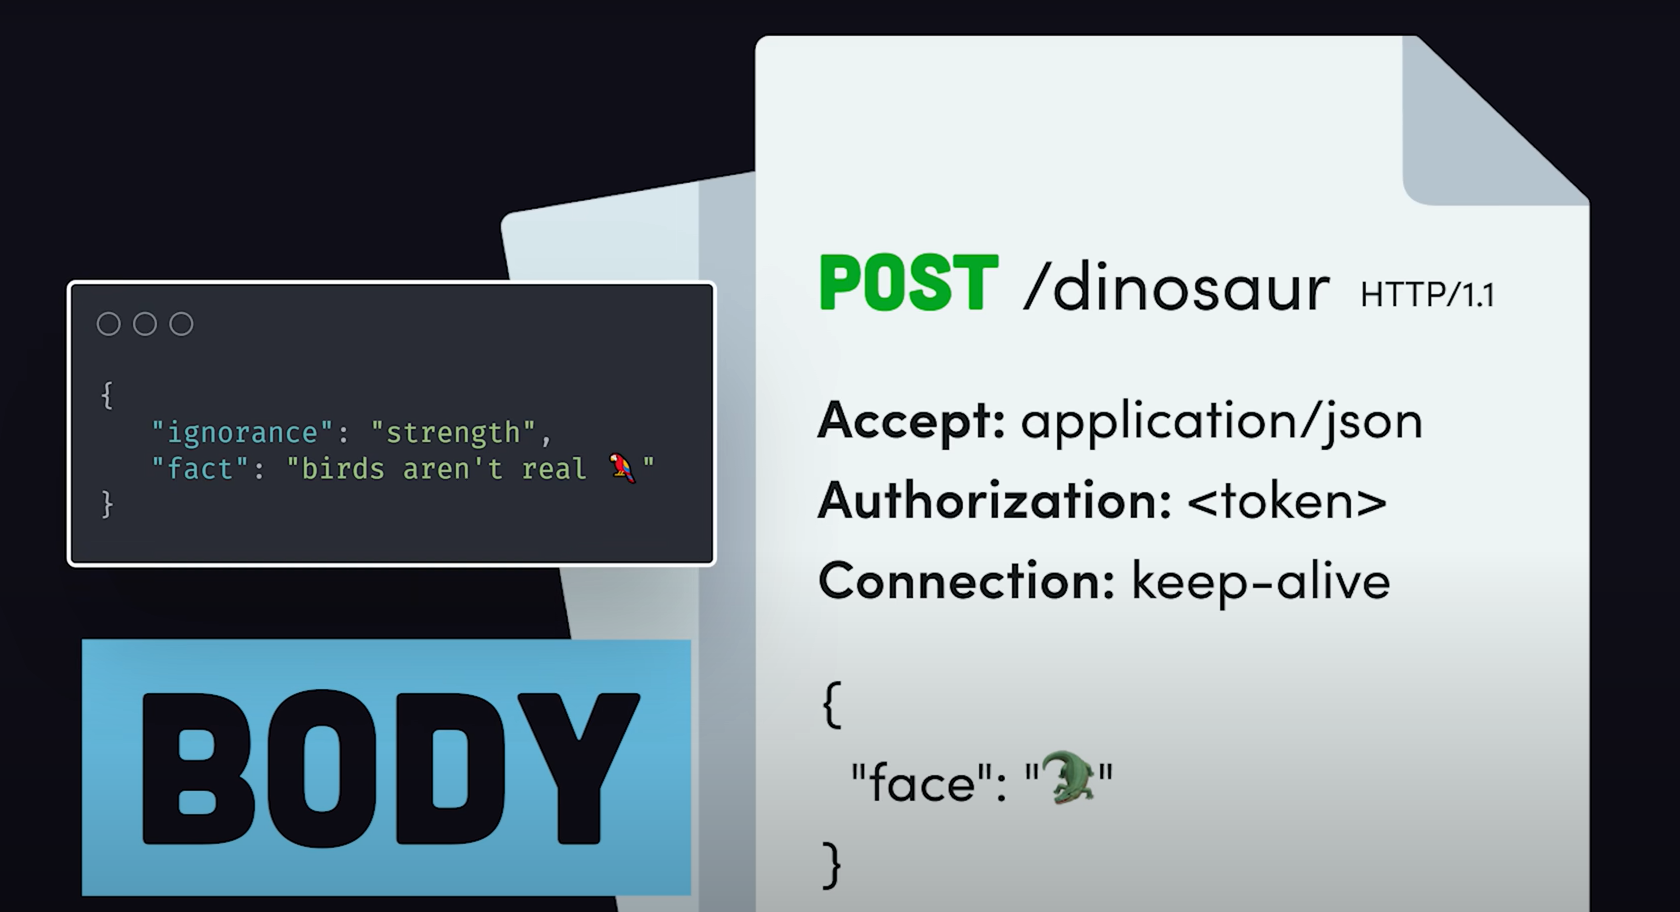 {
"ignorance": "strength",
"fact": "birds aren't real 🦜"
}
BODY
POST /dinosaur HTTP/1.1
Accept: application/json
Authorization: <token>
Connection: keep-alive
{
"face": "🐊"
}